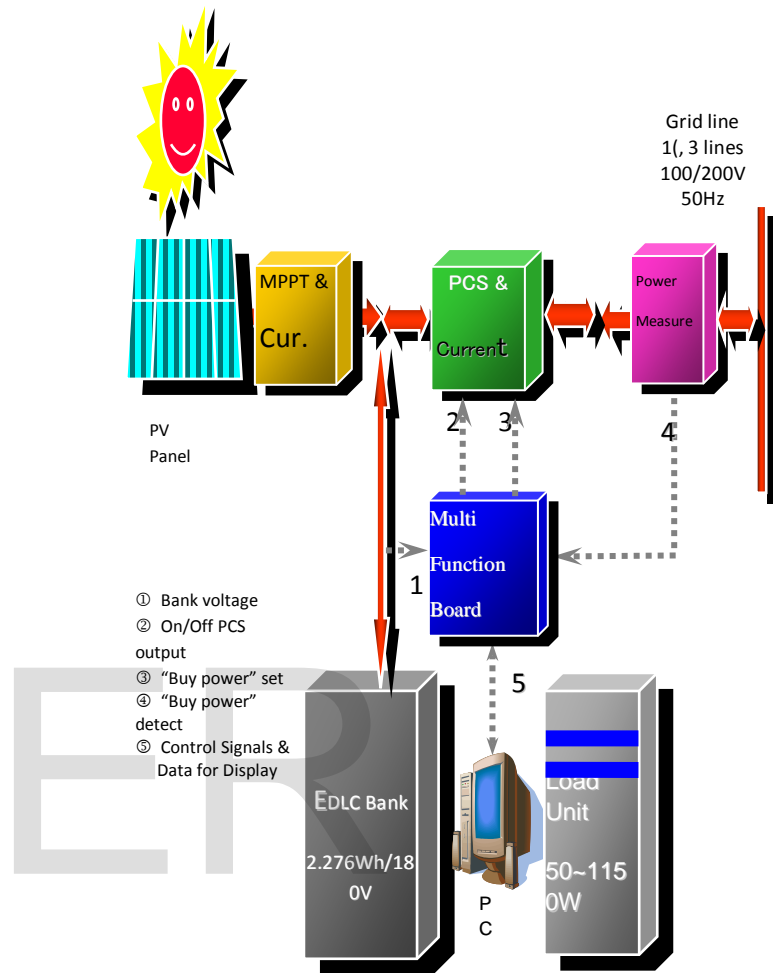 Grid line
1(, 3 lines
100/200V
50Hz
MPPT &
Cur.
PCS &
Current
Power
Measure
PV
Panel
2
3
4
Multi
Function
Board
1
① Bank voltage
② On/Off PCS
output
③ “Buy power” set
④ “Buy power”
detect
⑤ Control Signals &
Data for Display
5
EDLC Bank
2.276Wh/18
0V
P
C
Load
Unit
50~115
0W
ER